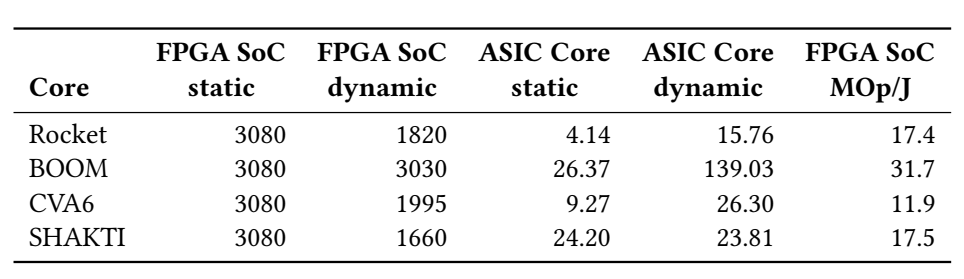 FPGA SoC FPGA SoC ASIC Core ASIC Core FPGA SoC
Core static dynamic static dynamic MOp/J
Rocket 3080 1820 4.14 15.76 17.4
BOOM 3080 3030 26.37 139.03 31.7
CVA6 3080 1995 9.27 26.30 11.9
SHAKTI 3080 1660 24.20 23.81 17.5